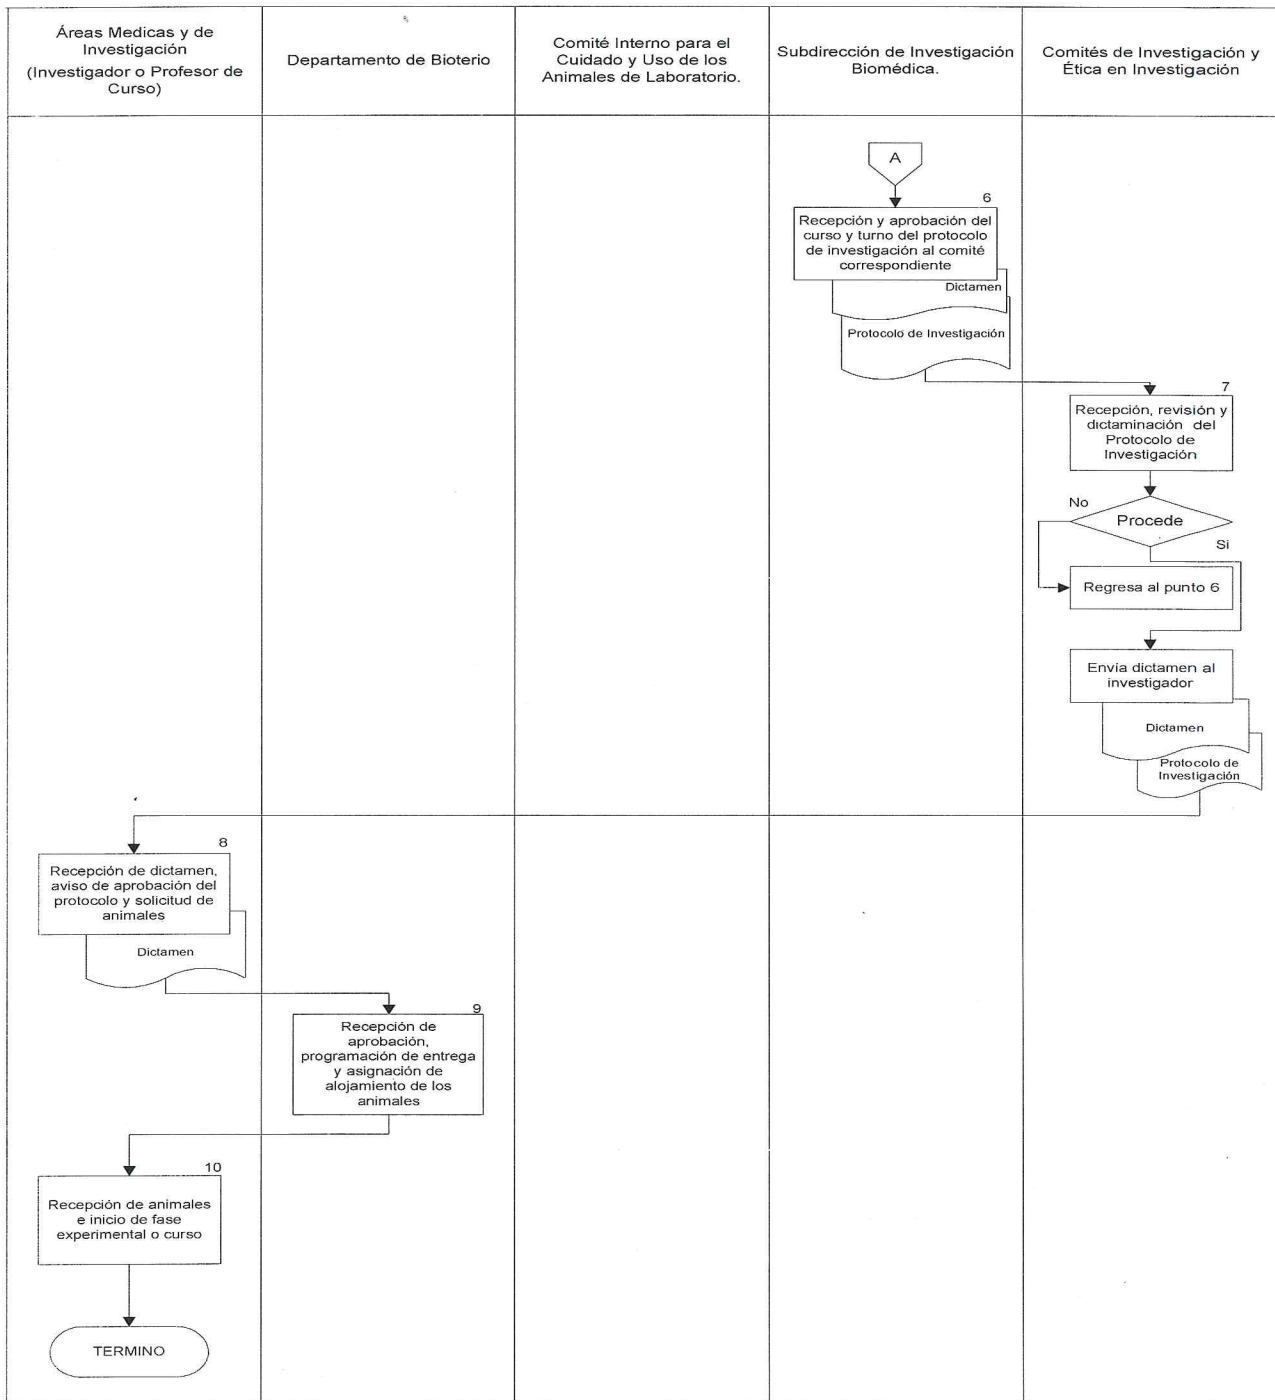 Áreas Medicas y de
Investigación
(Investigador o Profesor de
Curso)
Departamento de Bioterio
Comité Interno para el
Cuidado y Uso de los
Animales de Laboratorio.
Subdirección de Investigación
Biomédica.
Comités de Investigación y
Ética en Investigación
A
6
Recepción y aprobación del
curso y turno del protocolo
de investigación al comité
correspondiente
Dictamen
Protocolo de Investigación
7
Recepción, revisión y
dictaminación del
Protocolo de
Investigación
No
Procede
Si
Regresa al punto 6
Envía dictamen al
investigador
Dictamen
Protocolo de
Investigación
8
Recepción de dictamen,
aviso de aprobación del
protocolo y solicitud de
animales
Dictamen
9
Recepción de
aprobación,
programación de entrega
y asignación de
alojamiento de los
animales
10
Recepción de animales
e inicio de fase
experimental o curso
TERMINO